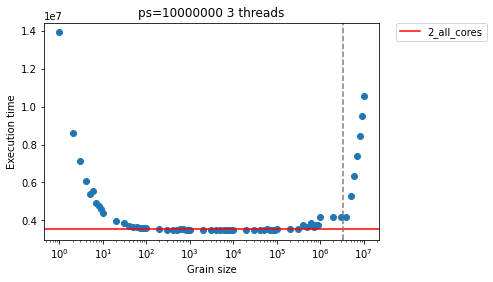 ps=10000000 3 threads
1e7
2_all_cores
1.4
1.2
1.0
0.8
0.6
0.4
Execution time
10⁰
10¹
10²
10³
10⁴
10⁵
10⁶
10⁷
Grain size